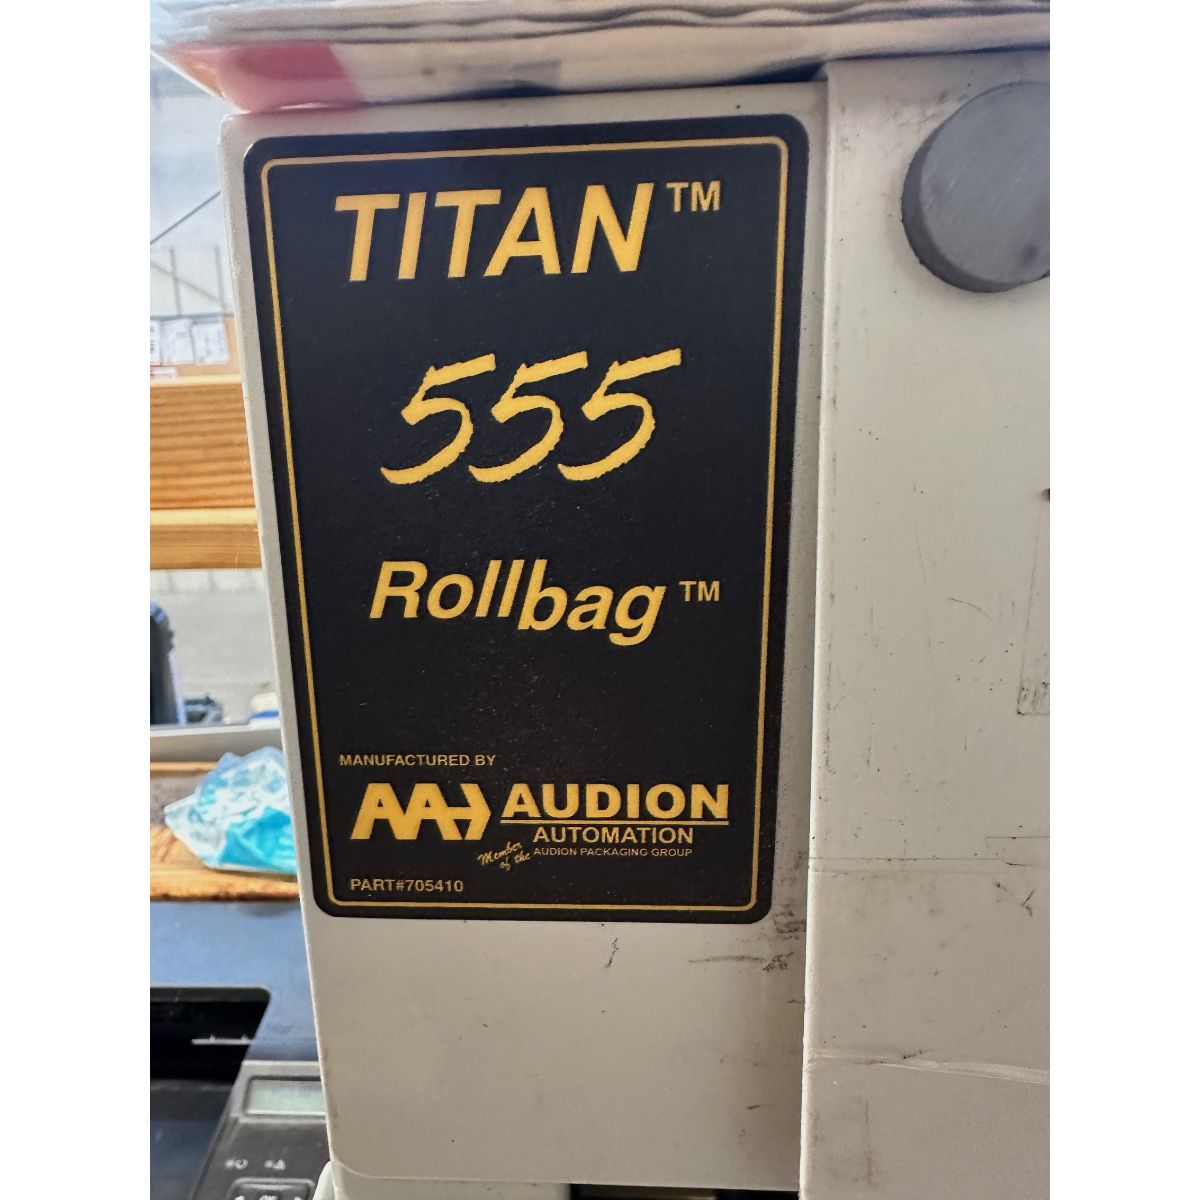 TITAN™
555
Rollbag™
MANUFACTURED BY
AUDION
AUTOMATION
Member of the
AUDION PACKAGING GROUP
PART#705410